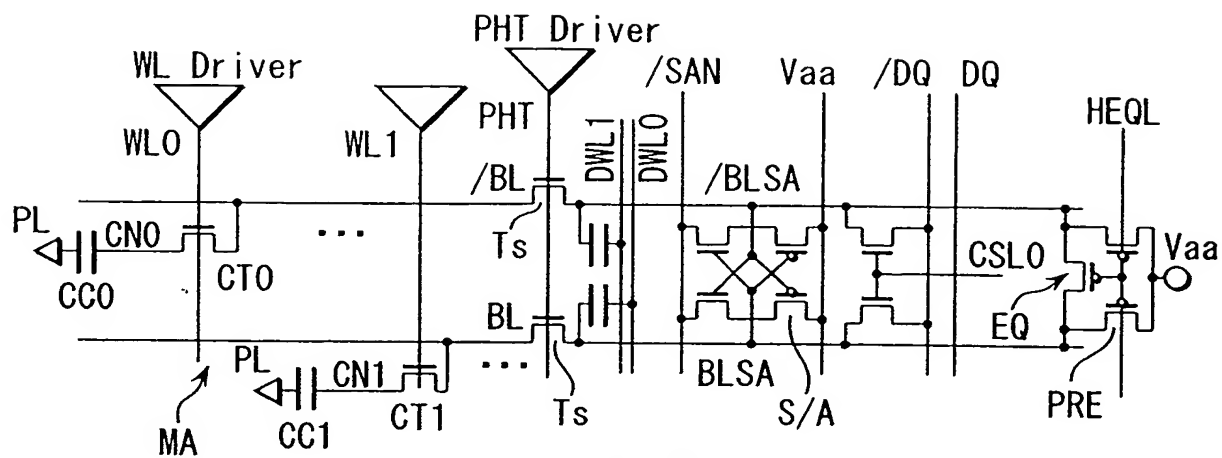 PHT Driver
WL Driver
/SAN
Vaa
/DQ
DQ
HEQL
WL0
WL1
PHT
DWL1
DWL0
/BL
/BLSA
PL
CN0
...
Ts
CSL0
Vaa
CC0
CT0
EQ
BL
PL
CN1
...
BLSA
CT1
Ts
S/A
PRE
MA
CC1